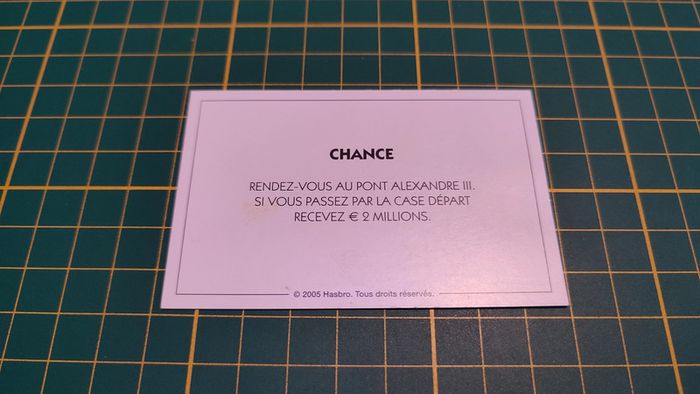 CHANCE
RENDEZ-VOUS AU PONT ALEXANDRE III.
SI VOUS PASSEZ PAR LA CASE DÉPART
RECEVEZ € 2 MILLIONS.
© 2005 Hasbro. Tous droits réservés.